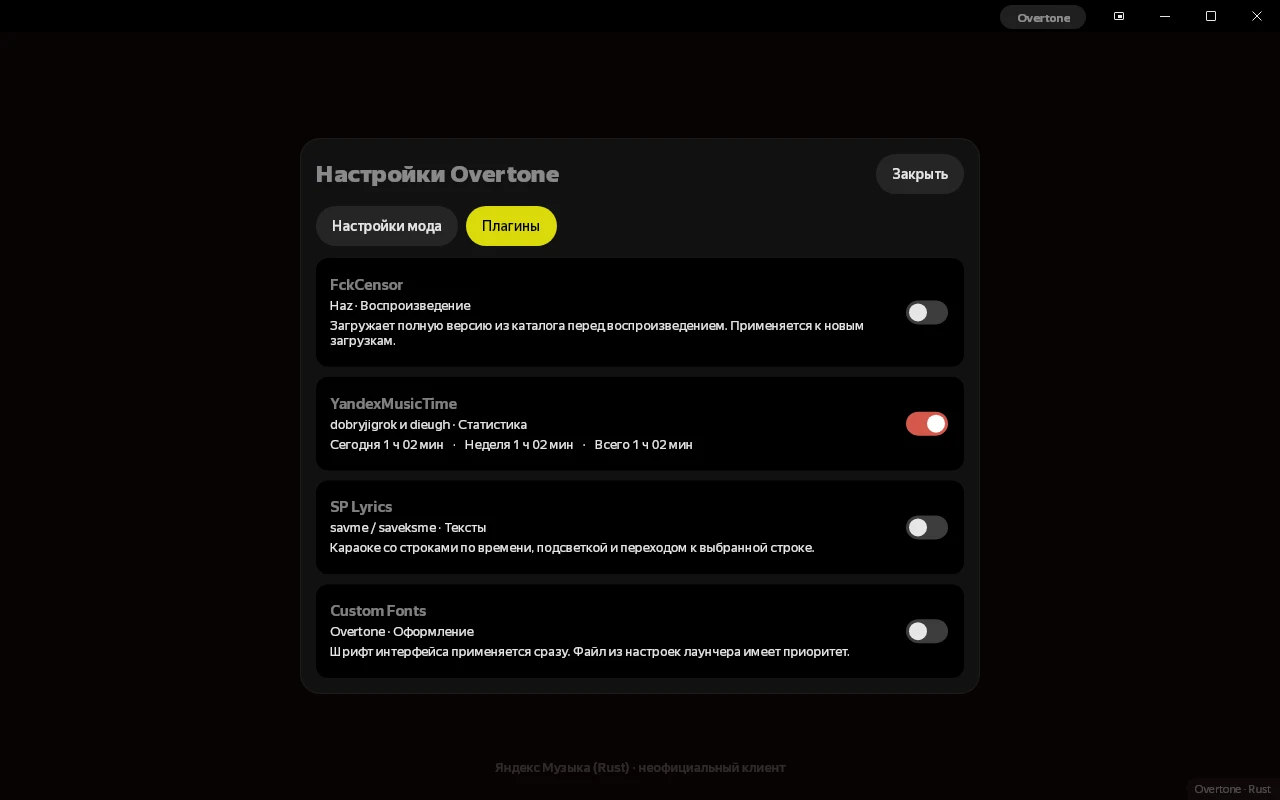 Overtone
Настройки Overtone
Закрыть
Настройки мода
Плагины
FckCensor
Haz · Воспроизведение
Загружает полную версию из каталога перед воспроизведением. Применяется к новым
загрузкам.
YandexMusicTime
dobryjigrok и dieugh · Статистика
Сегодня 1 ч 02 мин · Неделя 1 ч 02 мин · Всего 1 ч 02 мин
SP Lyrics
savme / saveksme · Тексты
Караоке со строками по времени, подсветкой и переходом к выбранной строке.
Custom Fonts
Overtone · Оформление
Шрифт интерфейса применяется сразу. Файл из настроек лаунчера имеет приоритет.
Яндекс Музыка (Rust) · неофициальный клиент
Overtone · Rust